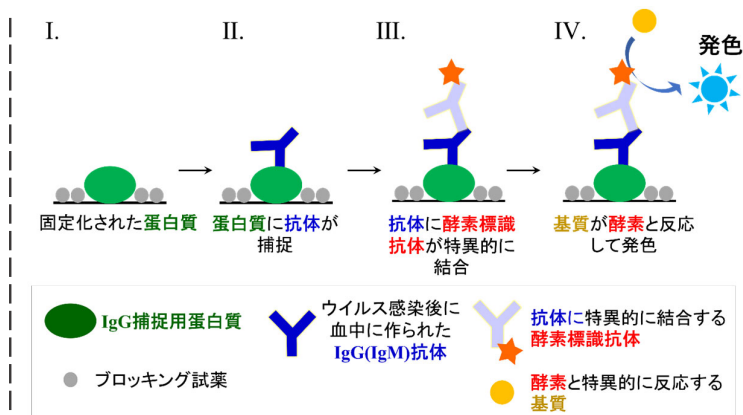 I.
II.
III.
IV.
発色
固定化された蛋白質
蛋白質に抗体が
捕捉
抗体に酵素標識
抗体が特異的に
結合
基質が酵素と反応
して発色
IgG捕捉用蛋白質
ブロッキング試薬
ウイルス感染後に
血中に作られた
IgG(IgM)抗体
抗体に特異的に結合する
酵素標識抗体
酵素と特異的に反応する
基質